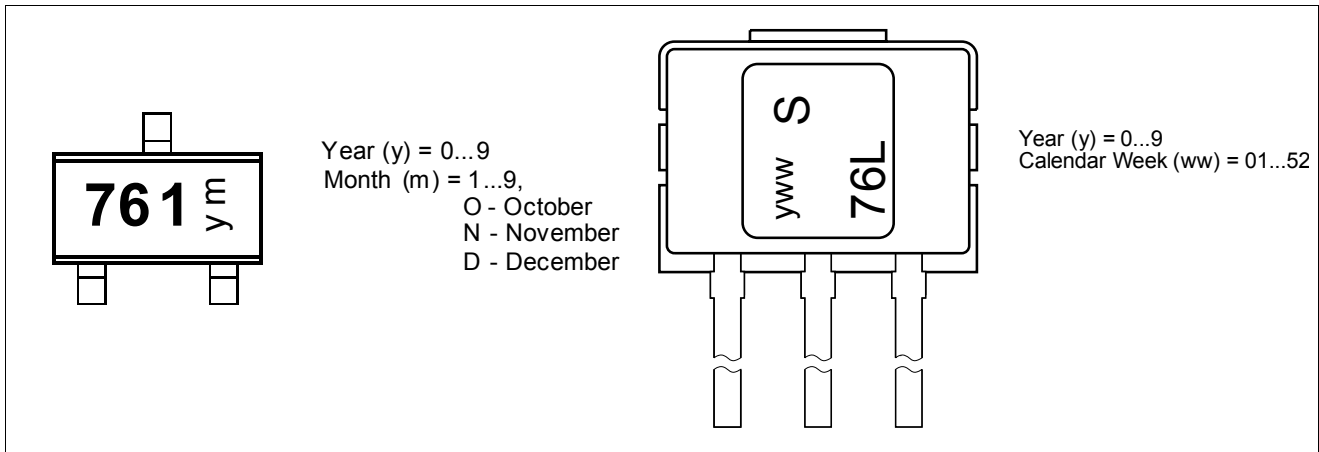 761 ym
Year (y) = 0...9
Month (m) = 1...9,
O - October
N - November
D - December
yww S
76L
Year (y) = 0...9
Calendar Week (ww) = 01...52